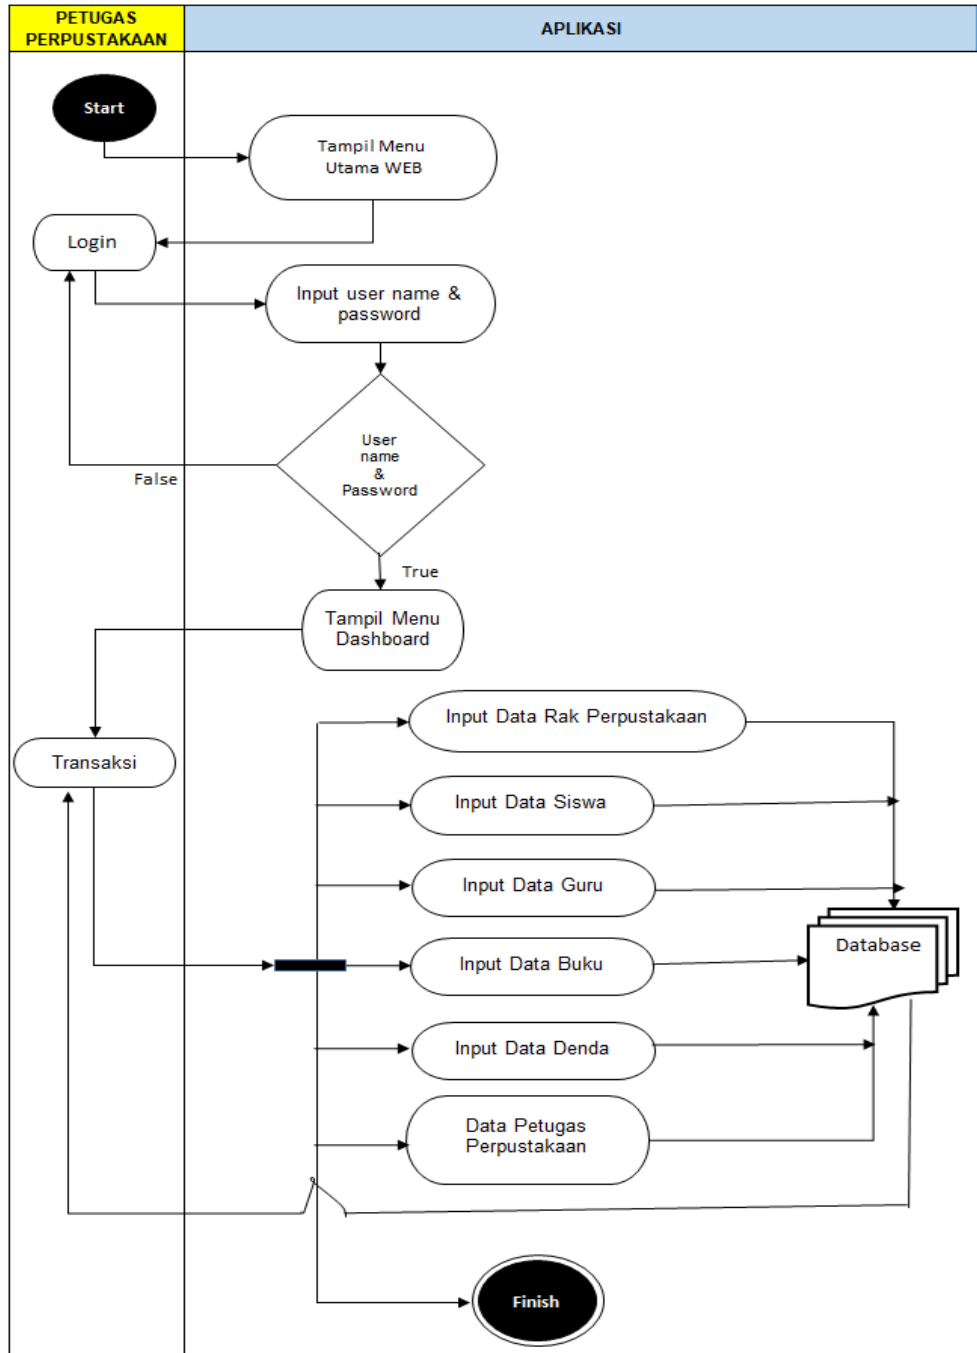 PETUGAS
PERPUSTAKAAN
APLIKASI
Start
Tampil Menu
Utama WEB
Login
Input user name &
password
User
name
&
Password
False
True
Tampil Menu
Dashboard
Input Data Rak Perpustakaan
Transaksi
Input Data Siswa
Input Data Guru
Database
Input Data Buku
Input Data Denda
Data Petugas
Perpustakaan
Finish